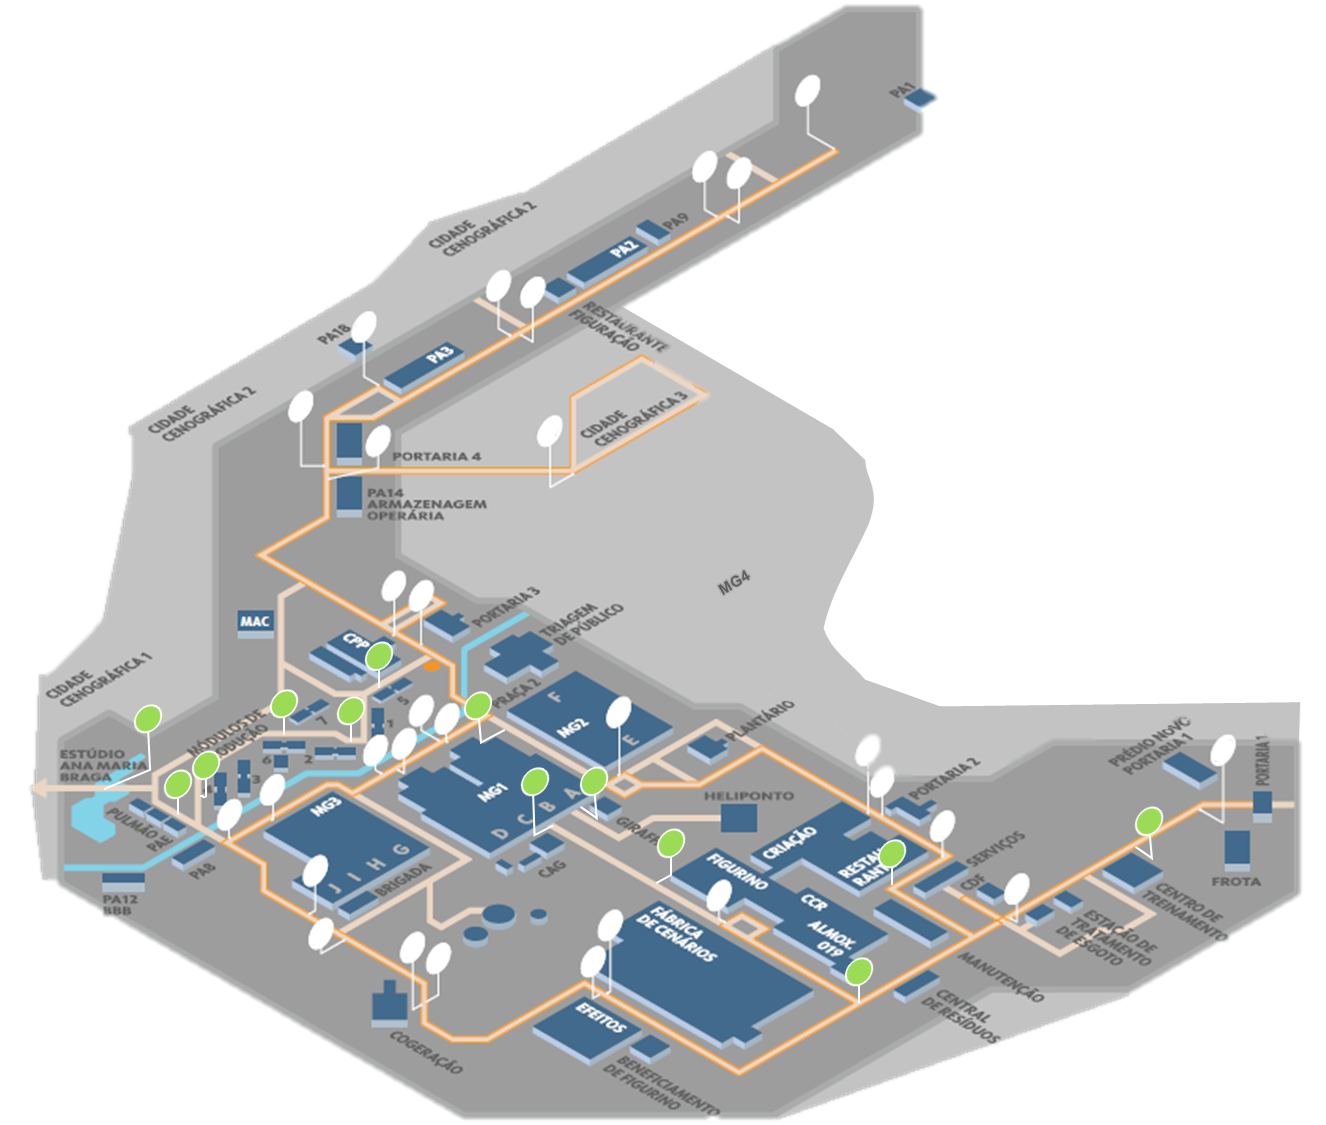 PA1
CIDADE
CENOGRÁFICA 2
PA9
PA2
RESTAURANTE
FIGURAÇÃO
PA18
PA3
CIDADE
CENOGRÁFICA 2
CIDADE
CENOGRÁFICA 3
PORTARIA 4
PA14
ARMAZENAGEM
OPERÁRIA
MG4
MAC
PORTARIA 3
TRIAGEM
DE PÚBLICO
CPP
CIDADE
CENOGRÁFICA 1
5
7
1
6
2
3
MÓDULOS DE
PRAÇA 2
F
MG2
E
PLANTÁRIO
ESTÚDIO
ANA MARIA
BRAGA
PULMÃO
PAE
PA8
PA12
BBB
MG3
J I H G
BRIGADA
MG1
D C B A
CAG
HELIPONTO
PORTARIA 2
CRIAÇÃO
FIGURINO
CCR
ALMOX.
019
FÁBRICA
DE CENÁRIOS
SERVIÇOS
CDF
PORTARIA 1
PORTARIA 1
FROTA
CENTRO DE
TREINAMENTO
ESTAÇÃO DE
TRATAMENTO
DE ESGOTO
MANUTENÇÃO
CENTRAL
DE RESÍDUOS
EFEITOS
BENEFICIAMENTO
DE FIGURINO
COGERAÇÃO